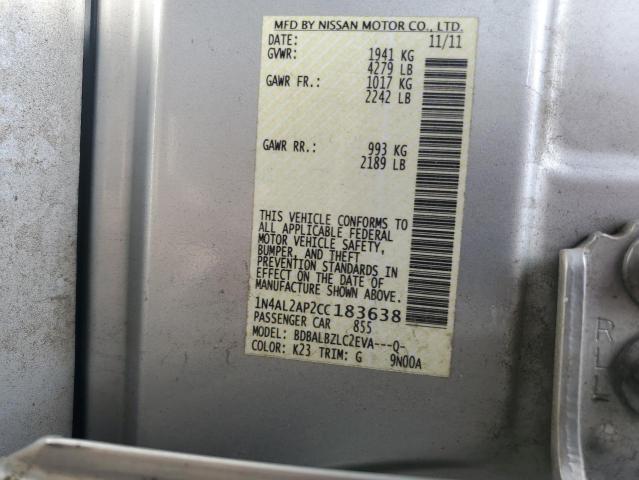 MFD BY NISSAN MOTOR CO., LTD.
DATE: 11/11
GVWR: 1941 KG
4279 LB
GAWR FR.: 1017 KG
2242 LB
GAWR RR.: 993 KG
2189 LB
THIS VEHICLE CONFORMS TO
ALL APPLICABLE FEDERAL
MOTOR VEHICLE SAFETY,
BUMPER, AND THEFT
PREVENTION STANDARDS IN
EFFECT ON THE DATE OF
MANUFACTURE SHOWN ABOVE.
1N4AL2AP2CC183638
PASSENGER CAR 855
MODEL: BDBALBZLC2EVA---Q-
COLOR: K23 TRIM: G 9N00A
RLL